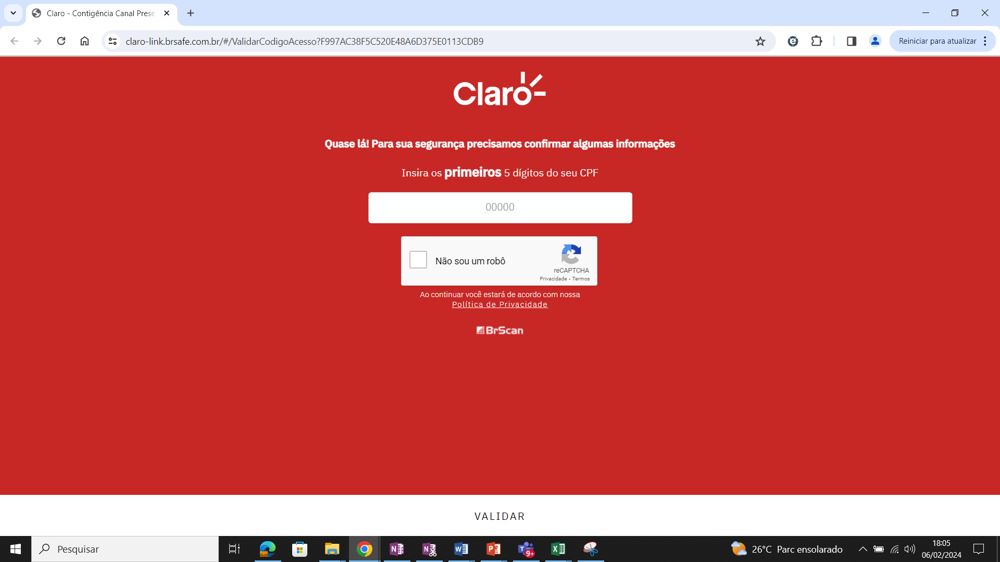 Claro - Contigência Canal Prese
claro-link.brsafe.com.br/#/ValidarCodigoAcesso?F997AC38F5C520E48A6D375E0113CDB9
Reiniciar para atualizar
Claro
Quase lá! Para sua segurança precisamos confirmar algumas informações
Insira os primeiros 5 dígitos do seu CPF
00000
Não sou um robô
reCAPTCHA
Privacidade - Termos
Ao continuar você estará de acordo com nossa
Política de Privacidade
BrScan
VALIDAR
Pesquisar
9+
26°C Parc ensolarado
18:05
06/02/2024